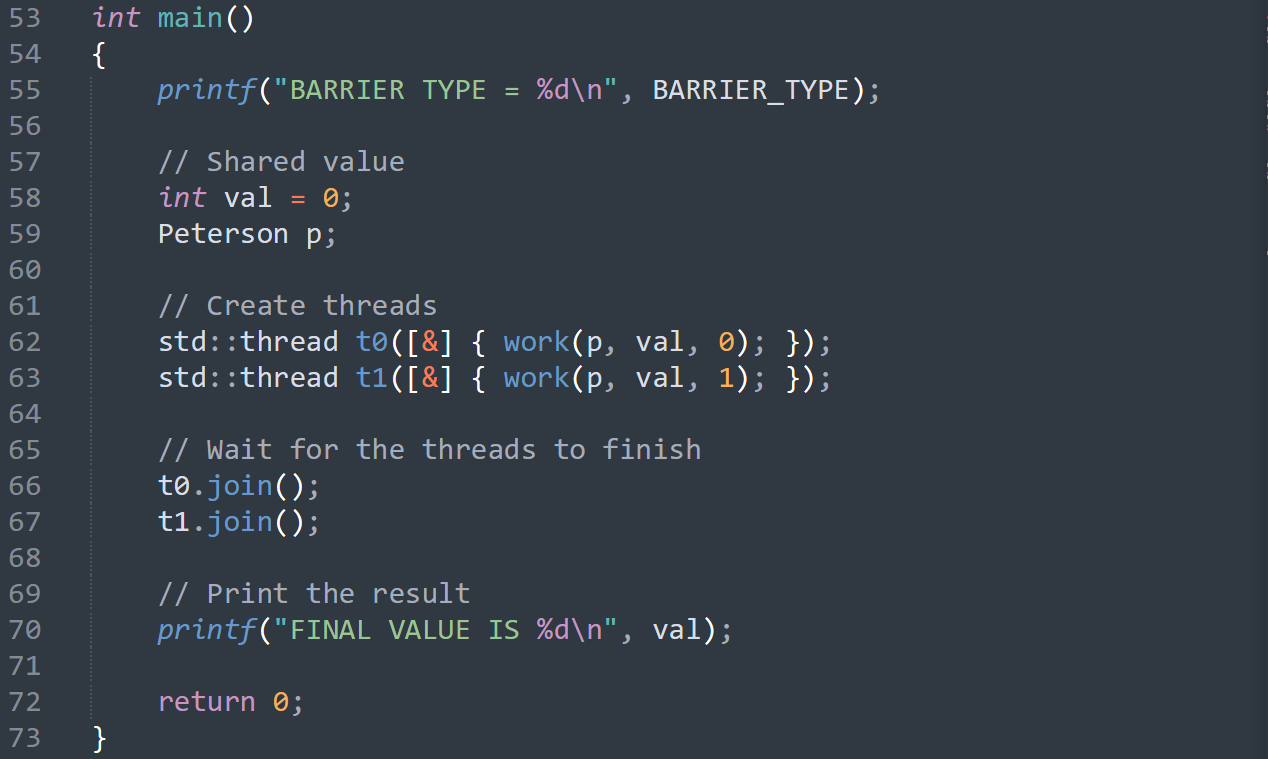 53 int main()
54 {
55     printf("BARRIER TYPE = %d\n", BARRIER_TYPE);
56
57     // Shared value
58     int val = 0;
59     Peterson p;
60
61     // Create threads
62     std::thread t0([&] { work(p, val, 0); });
63     std::thread t1([&] { work(p, val, 1); });
64
65     // Wait for the threads to finish
66     t0.join();
67     t1.join();
68
69     // Print the result
70     printf("FINAL VALUE IS %d\n", val);
71
72     return 0;
73 }